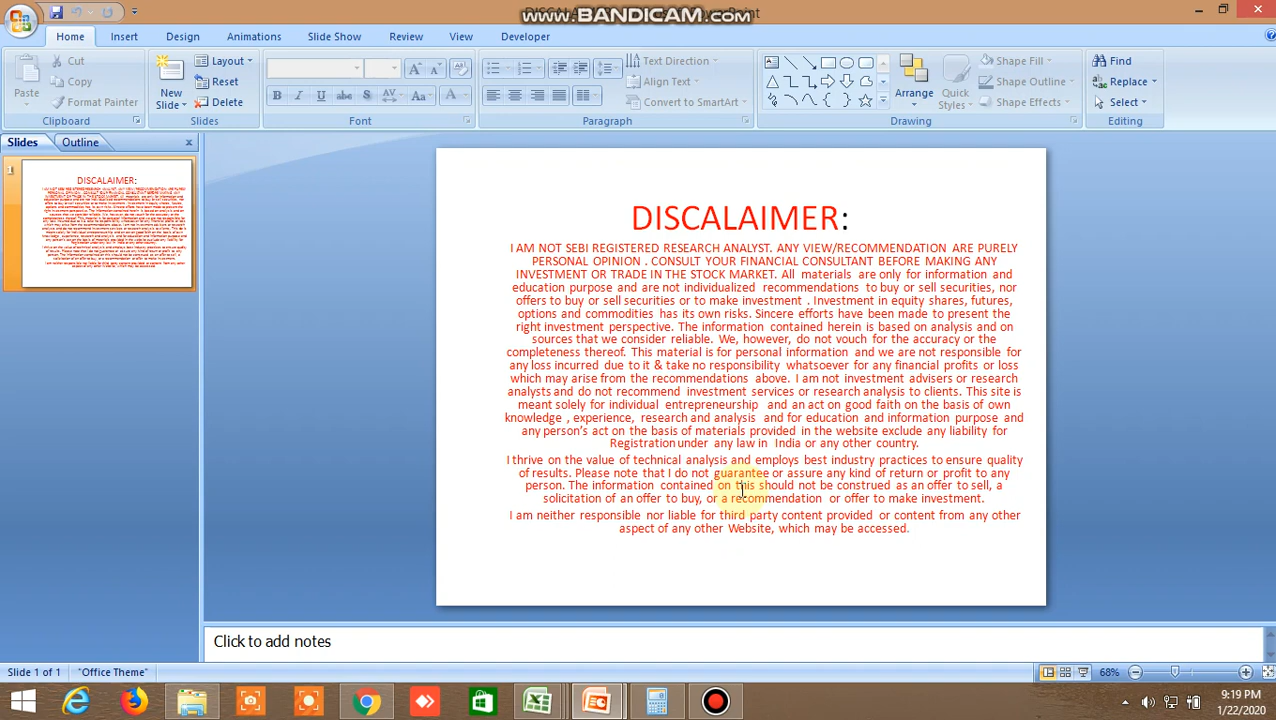 www.BANDICAM.com
Home Insert Design Animations Slide Show Review View Developer
Paste
Cut
Copy
Format Painter
Clipboard
New Slide
Layout
Reset
Delete
Slides
Font
Text Direction
Align Text
Convert to SmartArt
Paragraph
Arrange
Quick Styles
Shape Fill
Shape Outline
Shape Effects
Drawing
Find
Replace
Select
Editing
Slides Outline
1
DISCALAIMER:
DISCALAIMER:
I AM NOT SEBI REGISTERED RESEARCH ANALYST. ANY VIEW/RECOMMENDATION ARE PURELY
PERSONAL OPINION . CONSULT YOUR FINANCIAL CONSULTANT BEFORE MAKING ANY
INVESTMENT OR TRADE IN THE STOCK MARKET. All materials are only for information and
education purpose and are not individualized recommendations to buy or sell securities, nor
offers to buy or sell securities or to make investment . Investment in equity shares, futures,
options and commodities has its own risks. Sincere efforts have been made to present the
right investment perspective. The information contained herein is based on analysis and on
sources that we consider reliable. We, however, do not vouch for the accuracy or the
completeness thereof. This material is for personal information and we are not responsible for
any loss incurred due to it & take no responsibility whatsoever for any financial profits or loss
which may arise from the recommendations above. I am not investment advisers or research
analysts and do not recommend investment services or research analysis to clients. This site is
meant solely for individual entrepreneurship and an act on good faith on the basis of own
knowledge , experience, research and analysis and for education and information purpose and
any person's act on the basis of materials provided in the website exclude any liability for
Registration under any law in India or any other country.
I thrive on the value of technical analysis and employs best industry practices to ensure quality
of results. Please note that I do not guarantee or assure any kind of return or profit to any
person. The information contained on this should not be construed as an offer to sell, a
solicitation of an offer to buy, or a recommendation or offer to make investment.
I am neither responsible nor liable for third party content provided or content from any other
aspect of any other Website, which may be accessed.
Click to add notes
Slide 1 of 1 "Office Theme" 68%
9:19 PM
1/22/2020